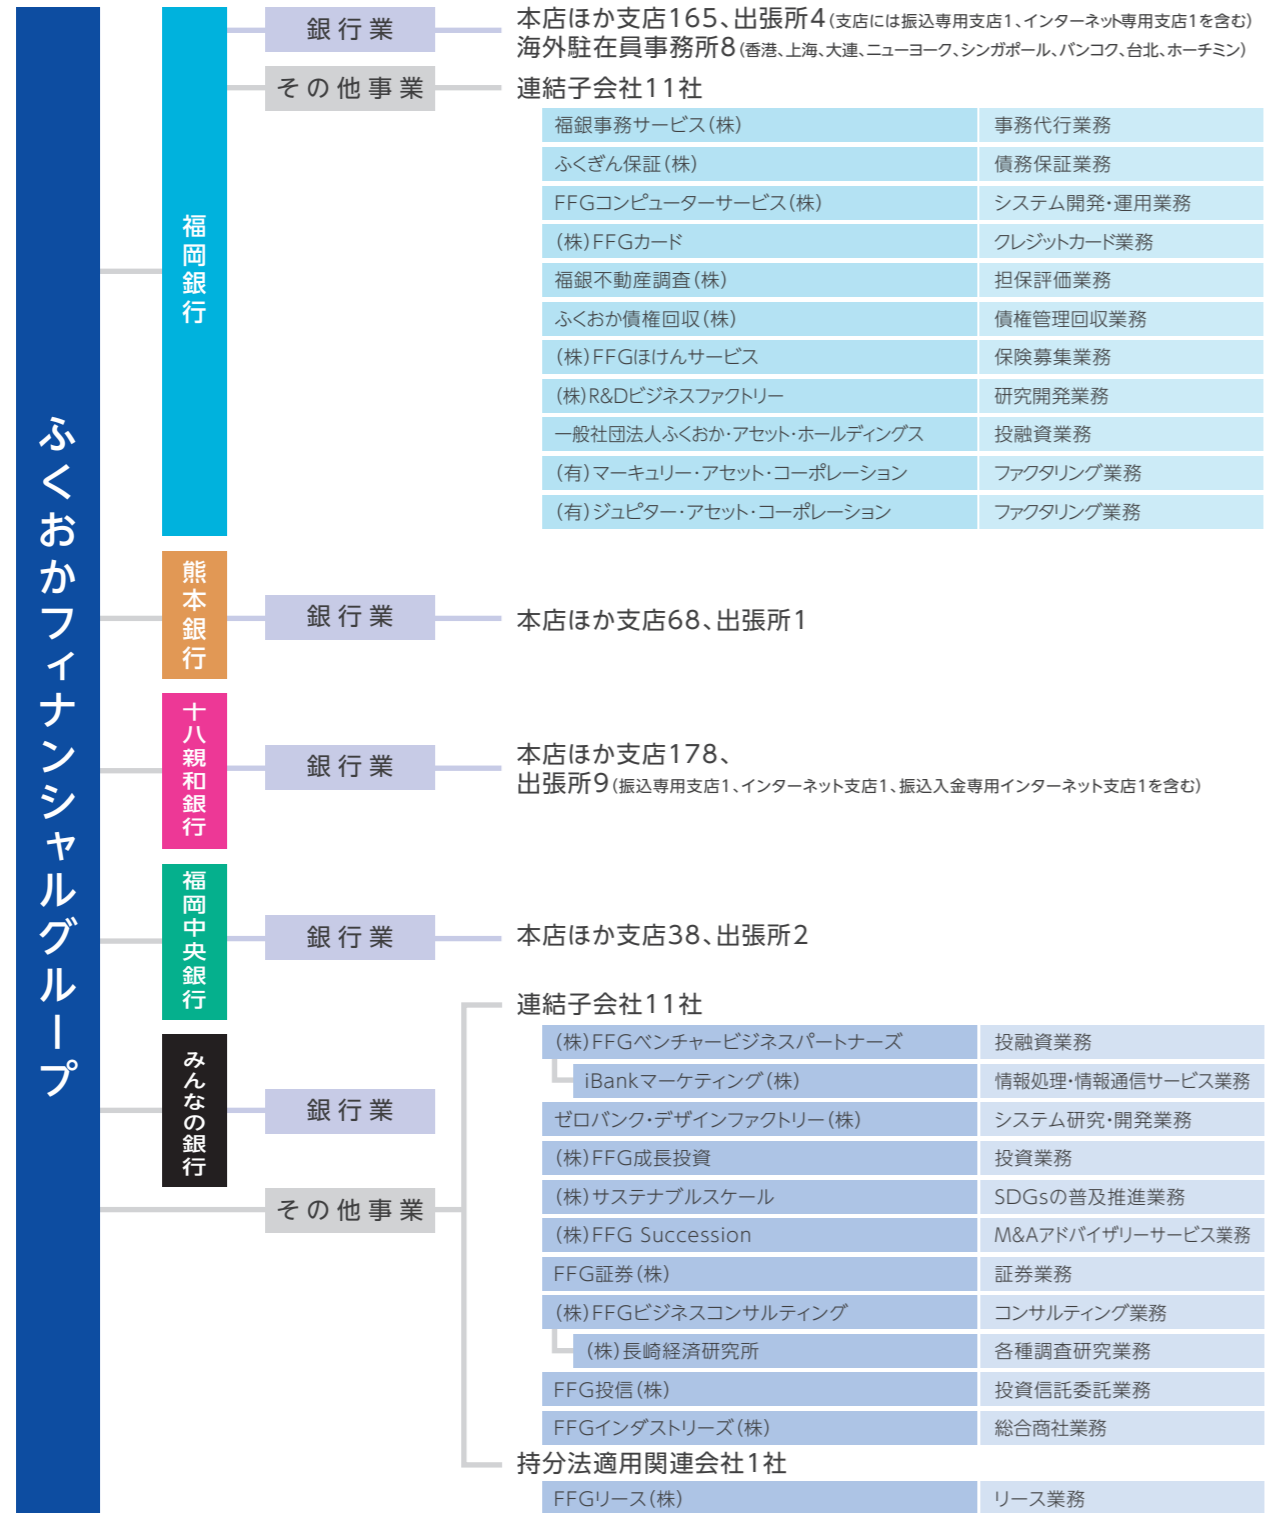 ふくおかフィナンシャルグループ
福岡銀行
銀行業
本店ほか支店165、出張所4(支店には振込専用支店1、インターネット専用支店1を含む)
海外駐在員事務所8(香港、上海、大連、ニューヨーク、シンガポール、バンコク、台北、ホーチミン)
その他事業
連結子会社11社
福銀事務サービス(株) 事務代行業務
ふくぎん保証(株) 債務保証業務
FFGコンピューターサービス(株) システム開発・運用業務
(株)FFGカード クレジットカード業務
福銀不動産調査(株) 担保評価業務
ふくおか債権回収(株) 債権管理回収業務
(株)FFGほけんサービス 保険募集業務
(株)R&Dビジネスファクトリー 研究開発業務
一般社団法人ふくおか・アセット・ホールディングス 投融資業務
(有)マーキュリー・アセット・コーポレーション ファクタリング業務
(有)ジュピター・アセット・コーポレーション ファクタリング業務
熊本銀行
銀行業
本店ほか支店68、出張所1
十八親和銀行
銀行業
本店ほか支店178、
出張所9(振込専用支店1、インターネット支店1、振込入金専用インターネット支店1を含む)
福岡中央銀行
銀行業
本店ほか支店38、出張所2
みんなの銀行
銀行業
その他事業
連結子会社11社
(株)FFGベンチャービジネスパートナーズ 投融資業務
iBankマーケティング(株) 情報処理・情報通信サービス業務
ゼロバンク・デザインファクトリー(株) システム研究・開発業務
(株)FFG成長投資 投資業務
(株)サステナブルスケール SDGsの普及推進業務
(株)FFG Succession M&Aアドバイザリーサービス業務
FFG証券(株) 証券業務
(株)FFGビジネスコンサルティング コンサルティング業務
(株)長崎経済研究所 各種調査研究業務
FFG投信(株) 投資信託委託業務
FFGインダストリーズ(株) 総合商社業務
持分法適用関連会社1社
FFGリース(株) リース業務